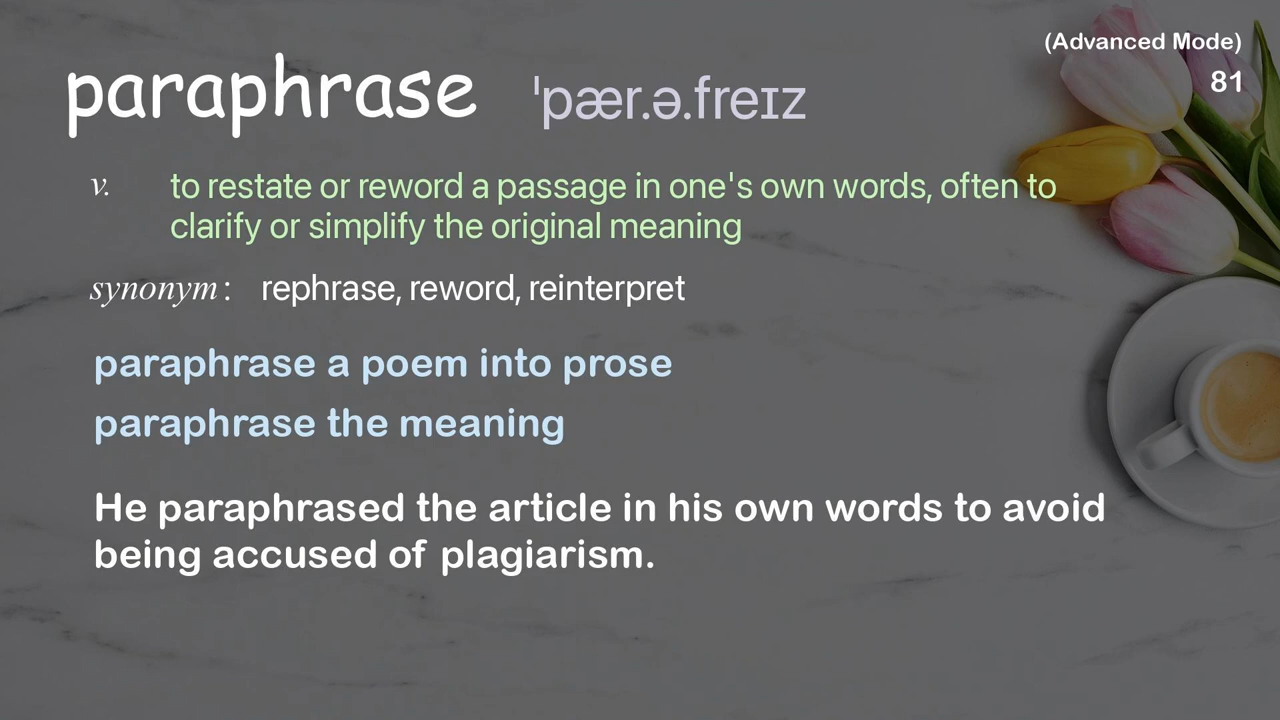 (Advanced Mode)
81
paraphrase ˈpær.ə.freɪz
v. to restate or reword a passage in one's own words, often to
clarify or simplify the original meaning
synonym: rephrase, reword, reinterpret
paraphrase a poem into prose
paraphrase the meaning
He paraphrased the article in his own words to avoid
being accused of plagiarism.